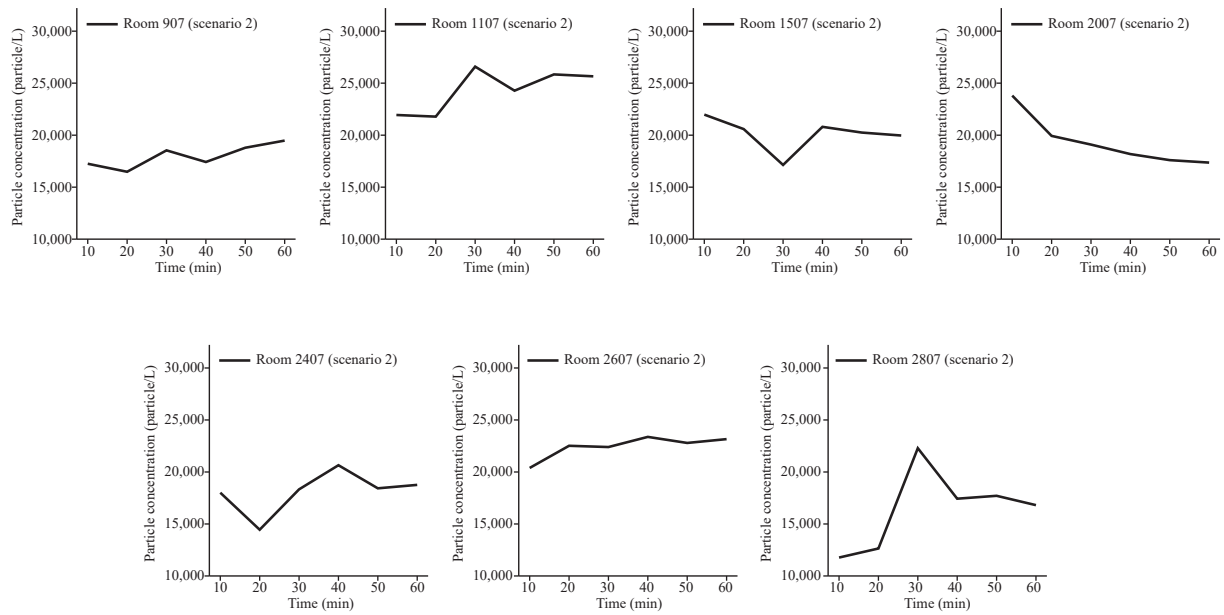 Room 907 (scenario 2)
Particle concentration (particle/L)
30,000
25,000
20,000
15,000
10,000
10 20 30 40 50 60
Time (min)
Room 1107 (scenario 2)
Particle concentration (particle/L)
30,000
25,000
20,000
15,000
10,000
10 20 30 40 50 60
Time (min)
Room 1507 (scenario 2)
Particle concentration (particle/L)
30,000
25,000
20,000
15,000
10,000
10 20 30 40 50 60
Time (min)
Room 2007 (scenario 2)
Particle concentration (particle/L)
30,000
25,000
20,000
15,000
10,000
10 20 30 40 50 60
Time (min)
Room 2407 (scenario 2)
Particle concentration (particle/L)
30,000
25,000
20,000
15,000
10,000
10 20 30 40 50 60
Time (min)
Room 2607 (scenario 2)
Particle concentration (particle/L)
30,000
25,000
20,000
15,000
10,000
10 20 30 40 50 60
Time (min)
Room 2807 (scenario 2)
Particle concentration (particle/L)
30,000
25,000
20,000
15,000
10,000
10 20 30 40 50 60
Time (min)